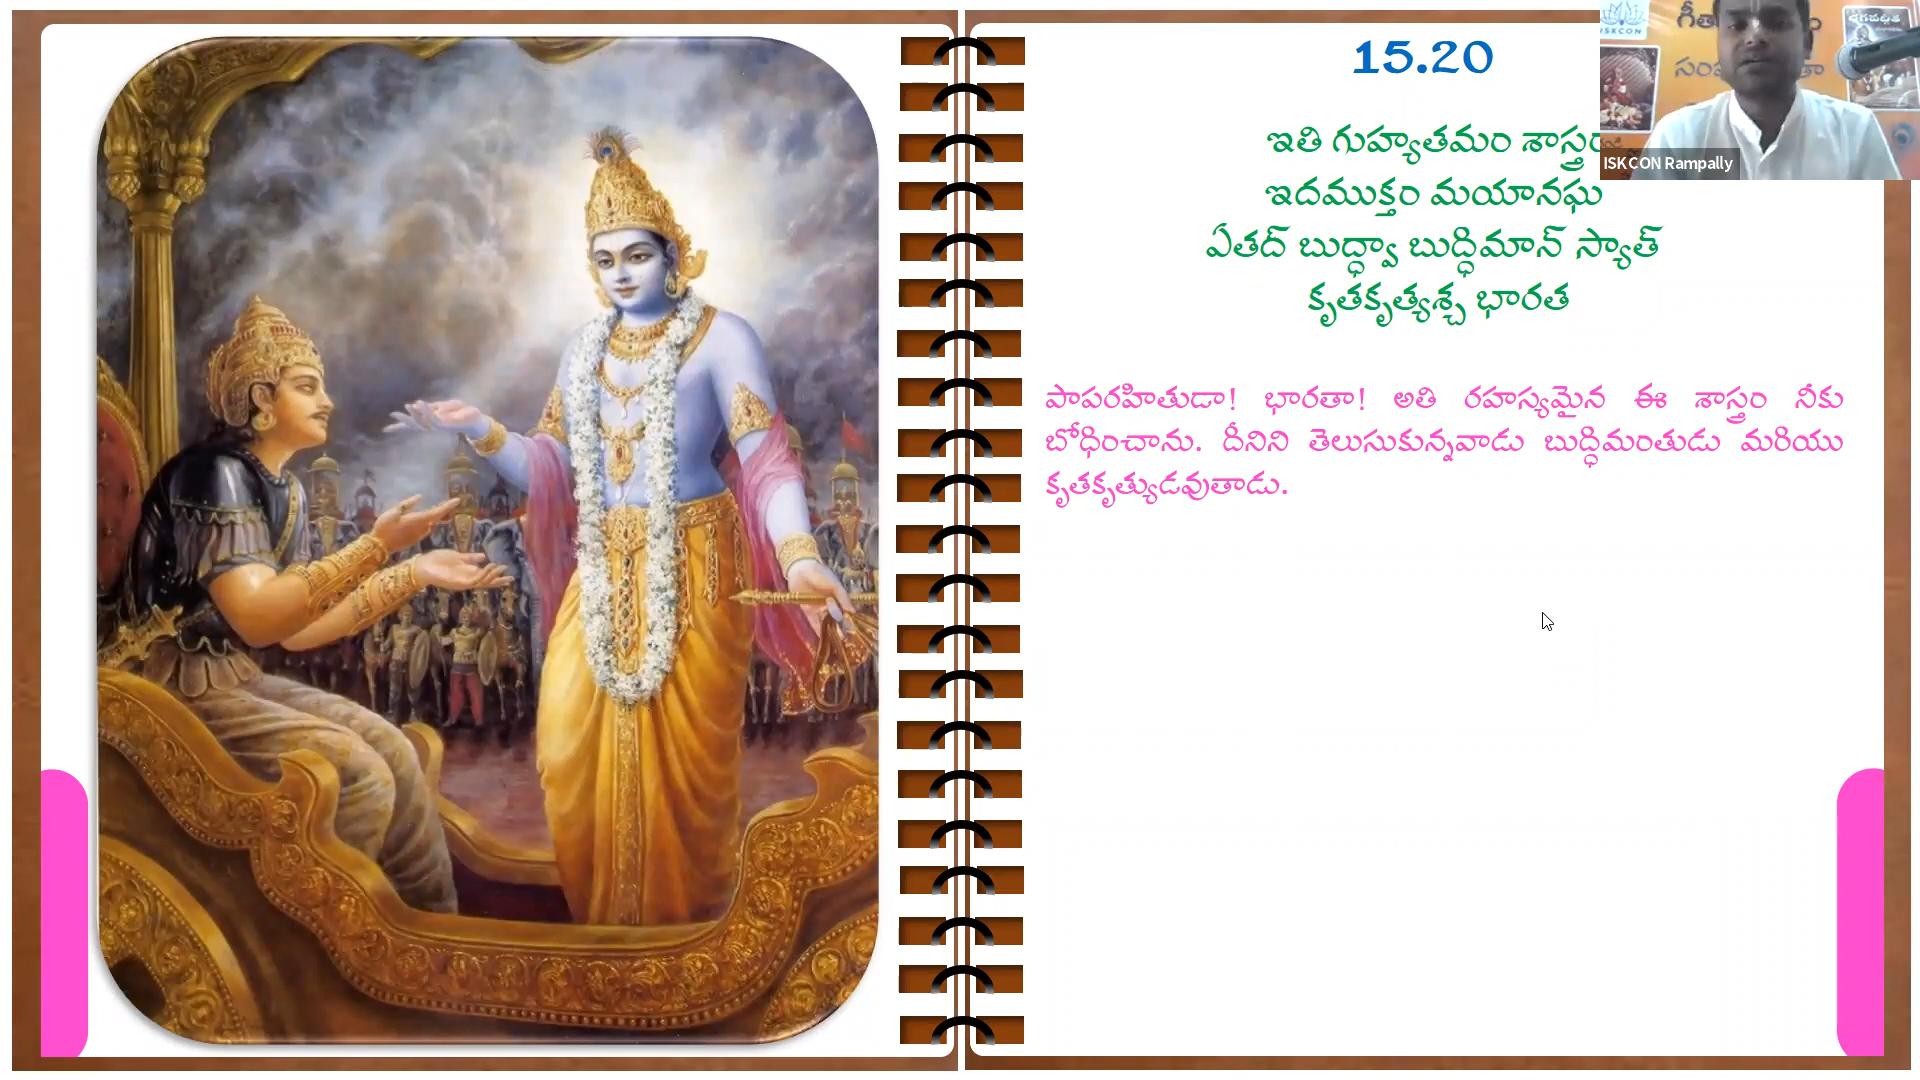 15.20
ఇతి గుహ్యతమం శాస్త్రం
ఇదముక్తం మయానఘ
ఏతద్ బుద్ధ్వా బుద్ధిమాన్ స్యాత్
కృతకృత్యశ్చ భారత
పాపరహితుడా! భారతా! అతి రహస్యమైన ఈ శాస్త్రం నీకు
బోధించాను. దీనిని తెలుసుకున్నవాడు బుద్ధిమంతుడు మరియు
కృతకృత్యుడవుతాడు.
ISKCON
ISKCON Rampally